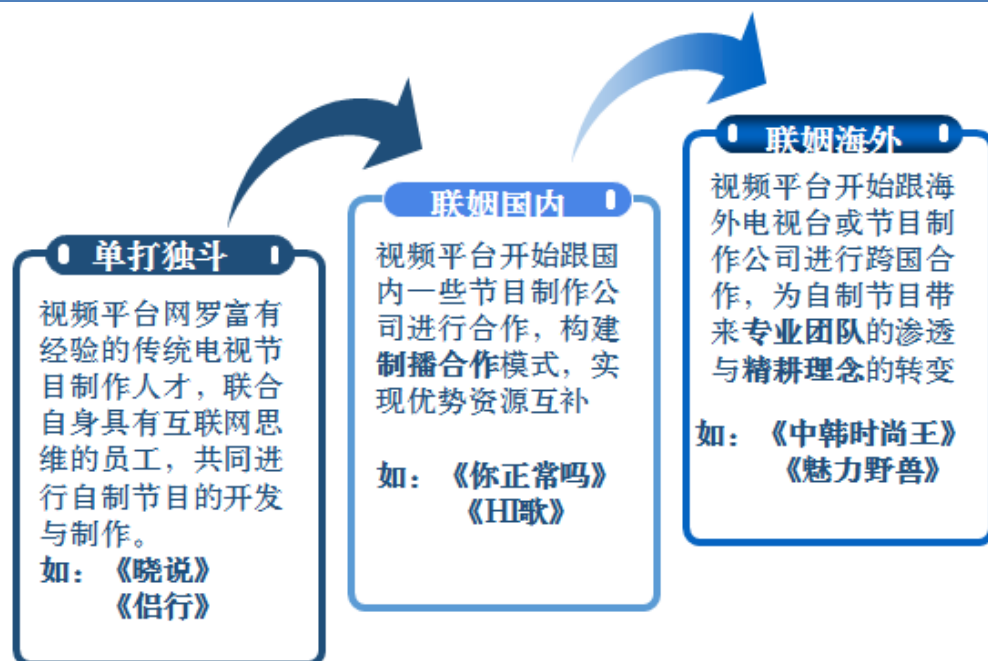 单打独斗
视频平台网罗富有
经验的传统电视节
目制作人才，联合
自身具有互联网思
维的员工，共同进
行自制节目的开发
与制作。
如：《晓说》
《侣行》
联姻国内
视频平台开始跟国
内一些节目制作公
司进行合作，构建
制播合作模式，实
现优势资源互补
如：《你正常吗》
《HI歌》
联姻海外
视频平台开始跟海
外电视台或节目制
作公司进行跨国合
作，为自制节目带
来专业团队的渗透
与精耕理念的转变
如：《中韩时尚王》
《魅力野兽》